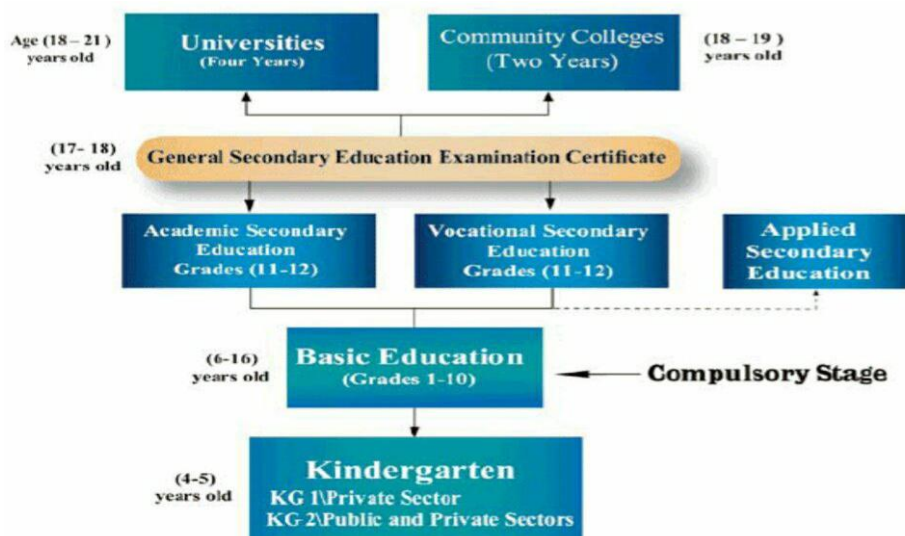 Age (18 – 21)
years old
Universities
(Four Years)
Community Colleges
(Two Years)
(18 – 19 )
years old
(17- 18)
years old
General Secondary Education Examination Certificate
Academic Secondary
Education
Grades (11-12)
Vocational Secondary
Education
Grades (11-12)
Applied
Secondary
Education
(6-16)
years old
Basic Education
(Grades 1-10)
Compulsory Stage
(4-5)
years old
Kindergarten
KG 1\Private Sector
KG 2\Public and Private Sectors